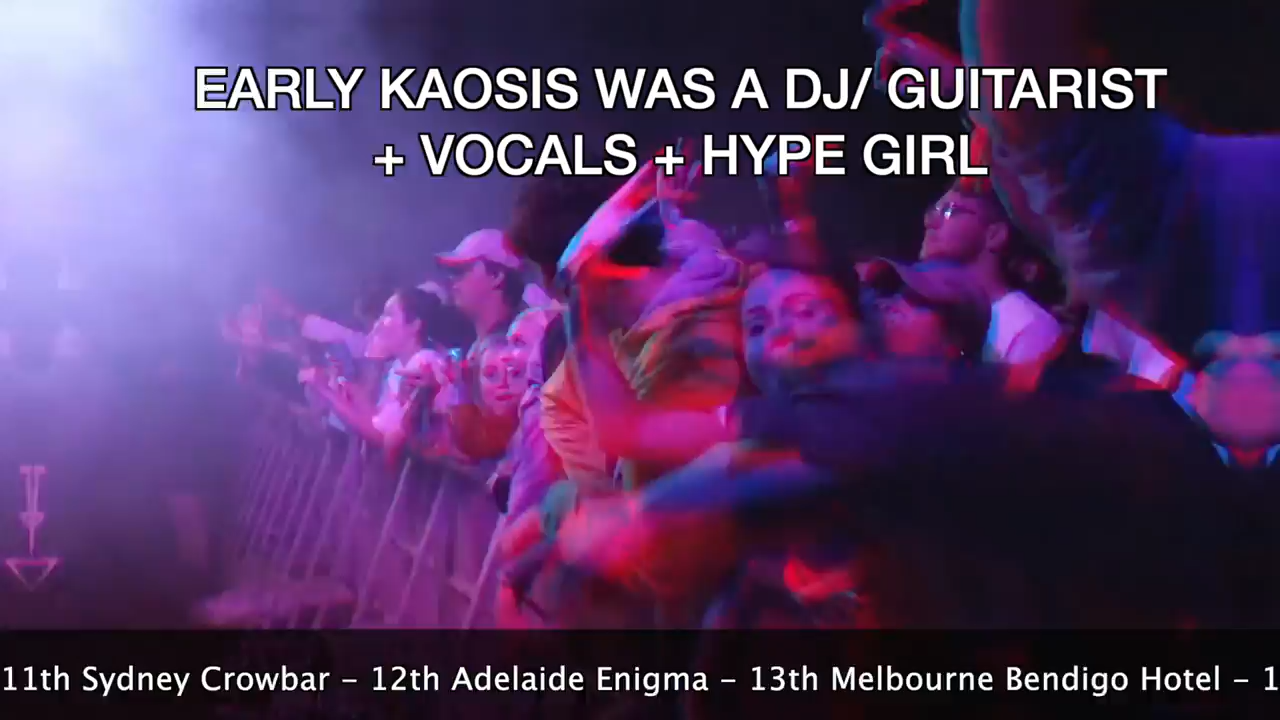 EARLY KAOSIS WAS A DJ/ GUITARIST
+ VOCALS + HYPE GIRL
11th Sydney Crowbar – 12th Adelaide Enigma – 13th Melbourne Bendigo Hotel – 1